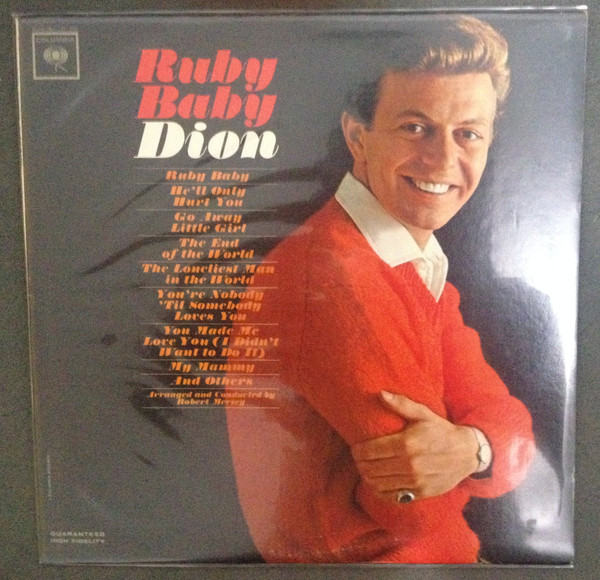 COLUMBIA
Ruby
Baby
Dion
Ruby Baby
He'll Only
Hurt You
Go Away
Little Girl
The End
of the World
The Loneliest Man
in the World
You're Nobody
'Til Somebody
Loves You
You Made Me
Love You (I Didn't
Want to Do It)
My Mammy
And Others
Arranged and Conducted by
Robert Mersey
GUARANTEED
HIGH FIDELITY